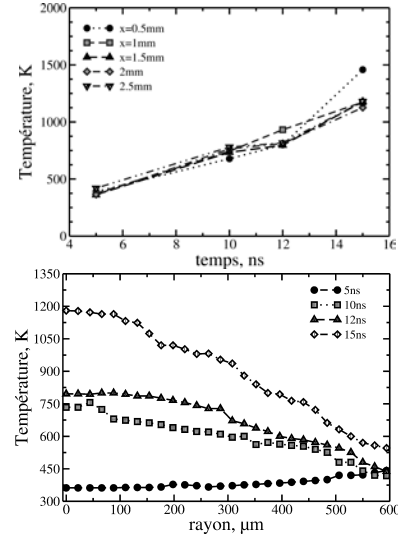 2000
1500
1000
500
0
Température, K
x=0.5mm
x=1mm
x=1.5mm
2mm
2.5mm
4 6 8 10 12 14 16
temps, ns
1350
1200
1050
900
750
600
450
300
Température, K
5ns
10ns
12ns
15ns
0 100 200 300 400 500 600
rayon, µm